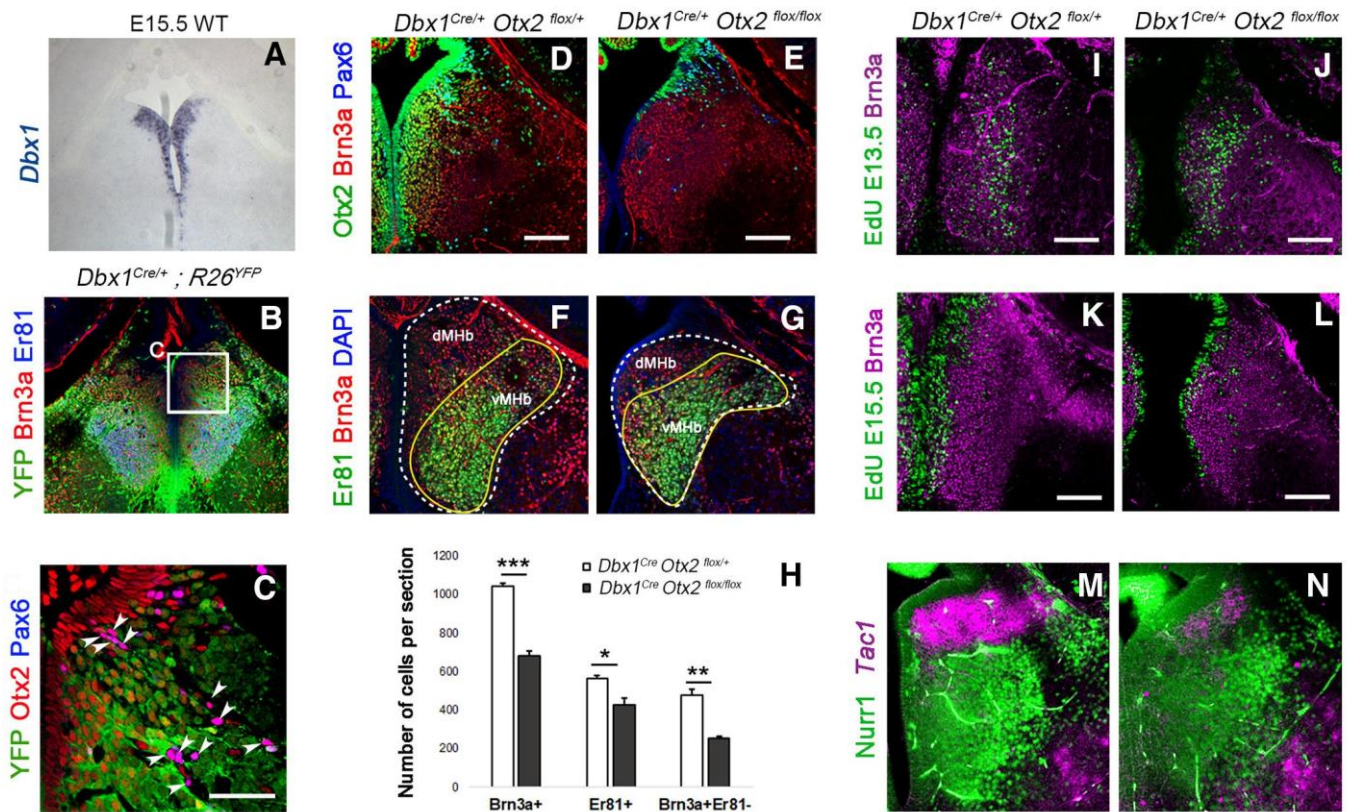 E15.5 WT
A
Dbx1
Dbx1Cre/+ ; R26YFP
B
C
YFP Brn3a Er81
C
YFP Otx2 Pax6
Dbx1Cre/+ Otx2 flox/+
Dbx1Cre/+ Otx2 flox/flox
D
E
Otx2 Brn3a Pax6
F
G
dMHb
vMHb
dMHb
vMHb
Er81 Brn3a DAPI
H
Dbx1Cre Otx2 flox/+
Dbx1Cre Otx2 flox/flox
Number of cells per section
1200
1000
800
600
400
200
0
***
*
**
Brn3a+
Er81+
Brn3a+Er81-
Dbx1Cre/+ Otx2 flox/+
Dbx1Cre/+ Otx2 flox/flox
I
J
EdU E13.5 Brn3a
K
L
EdU E15.5 Brn3a
M
N
Nurr1 Tac1